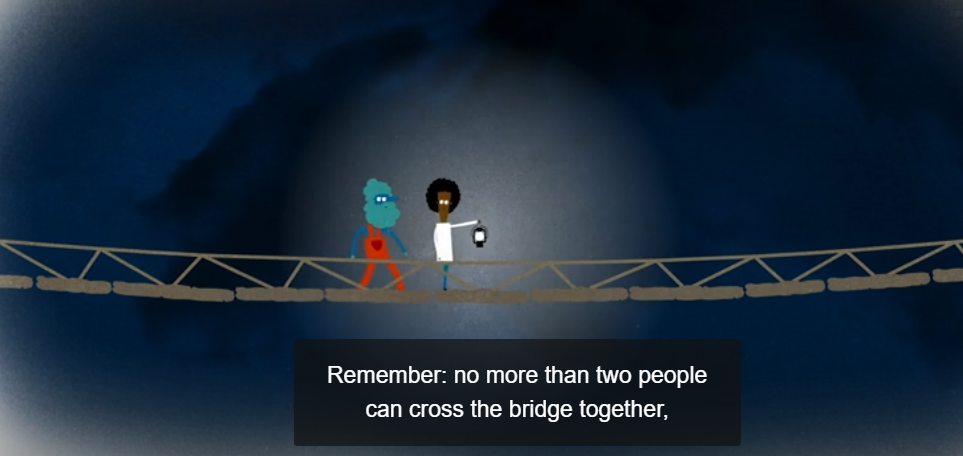 Remember: no more than two people
can cross the bridge together,